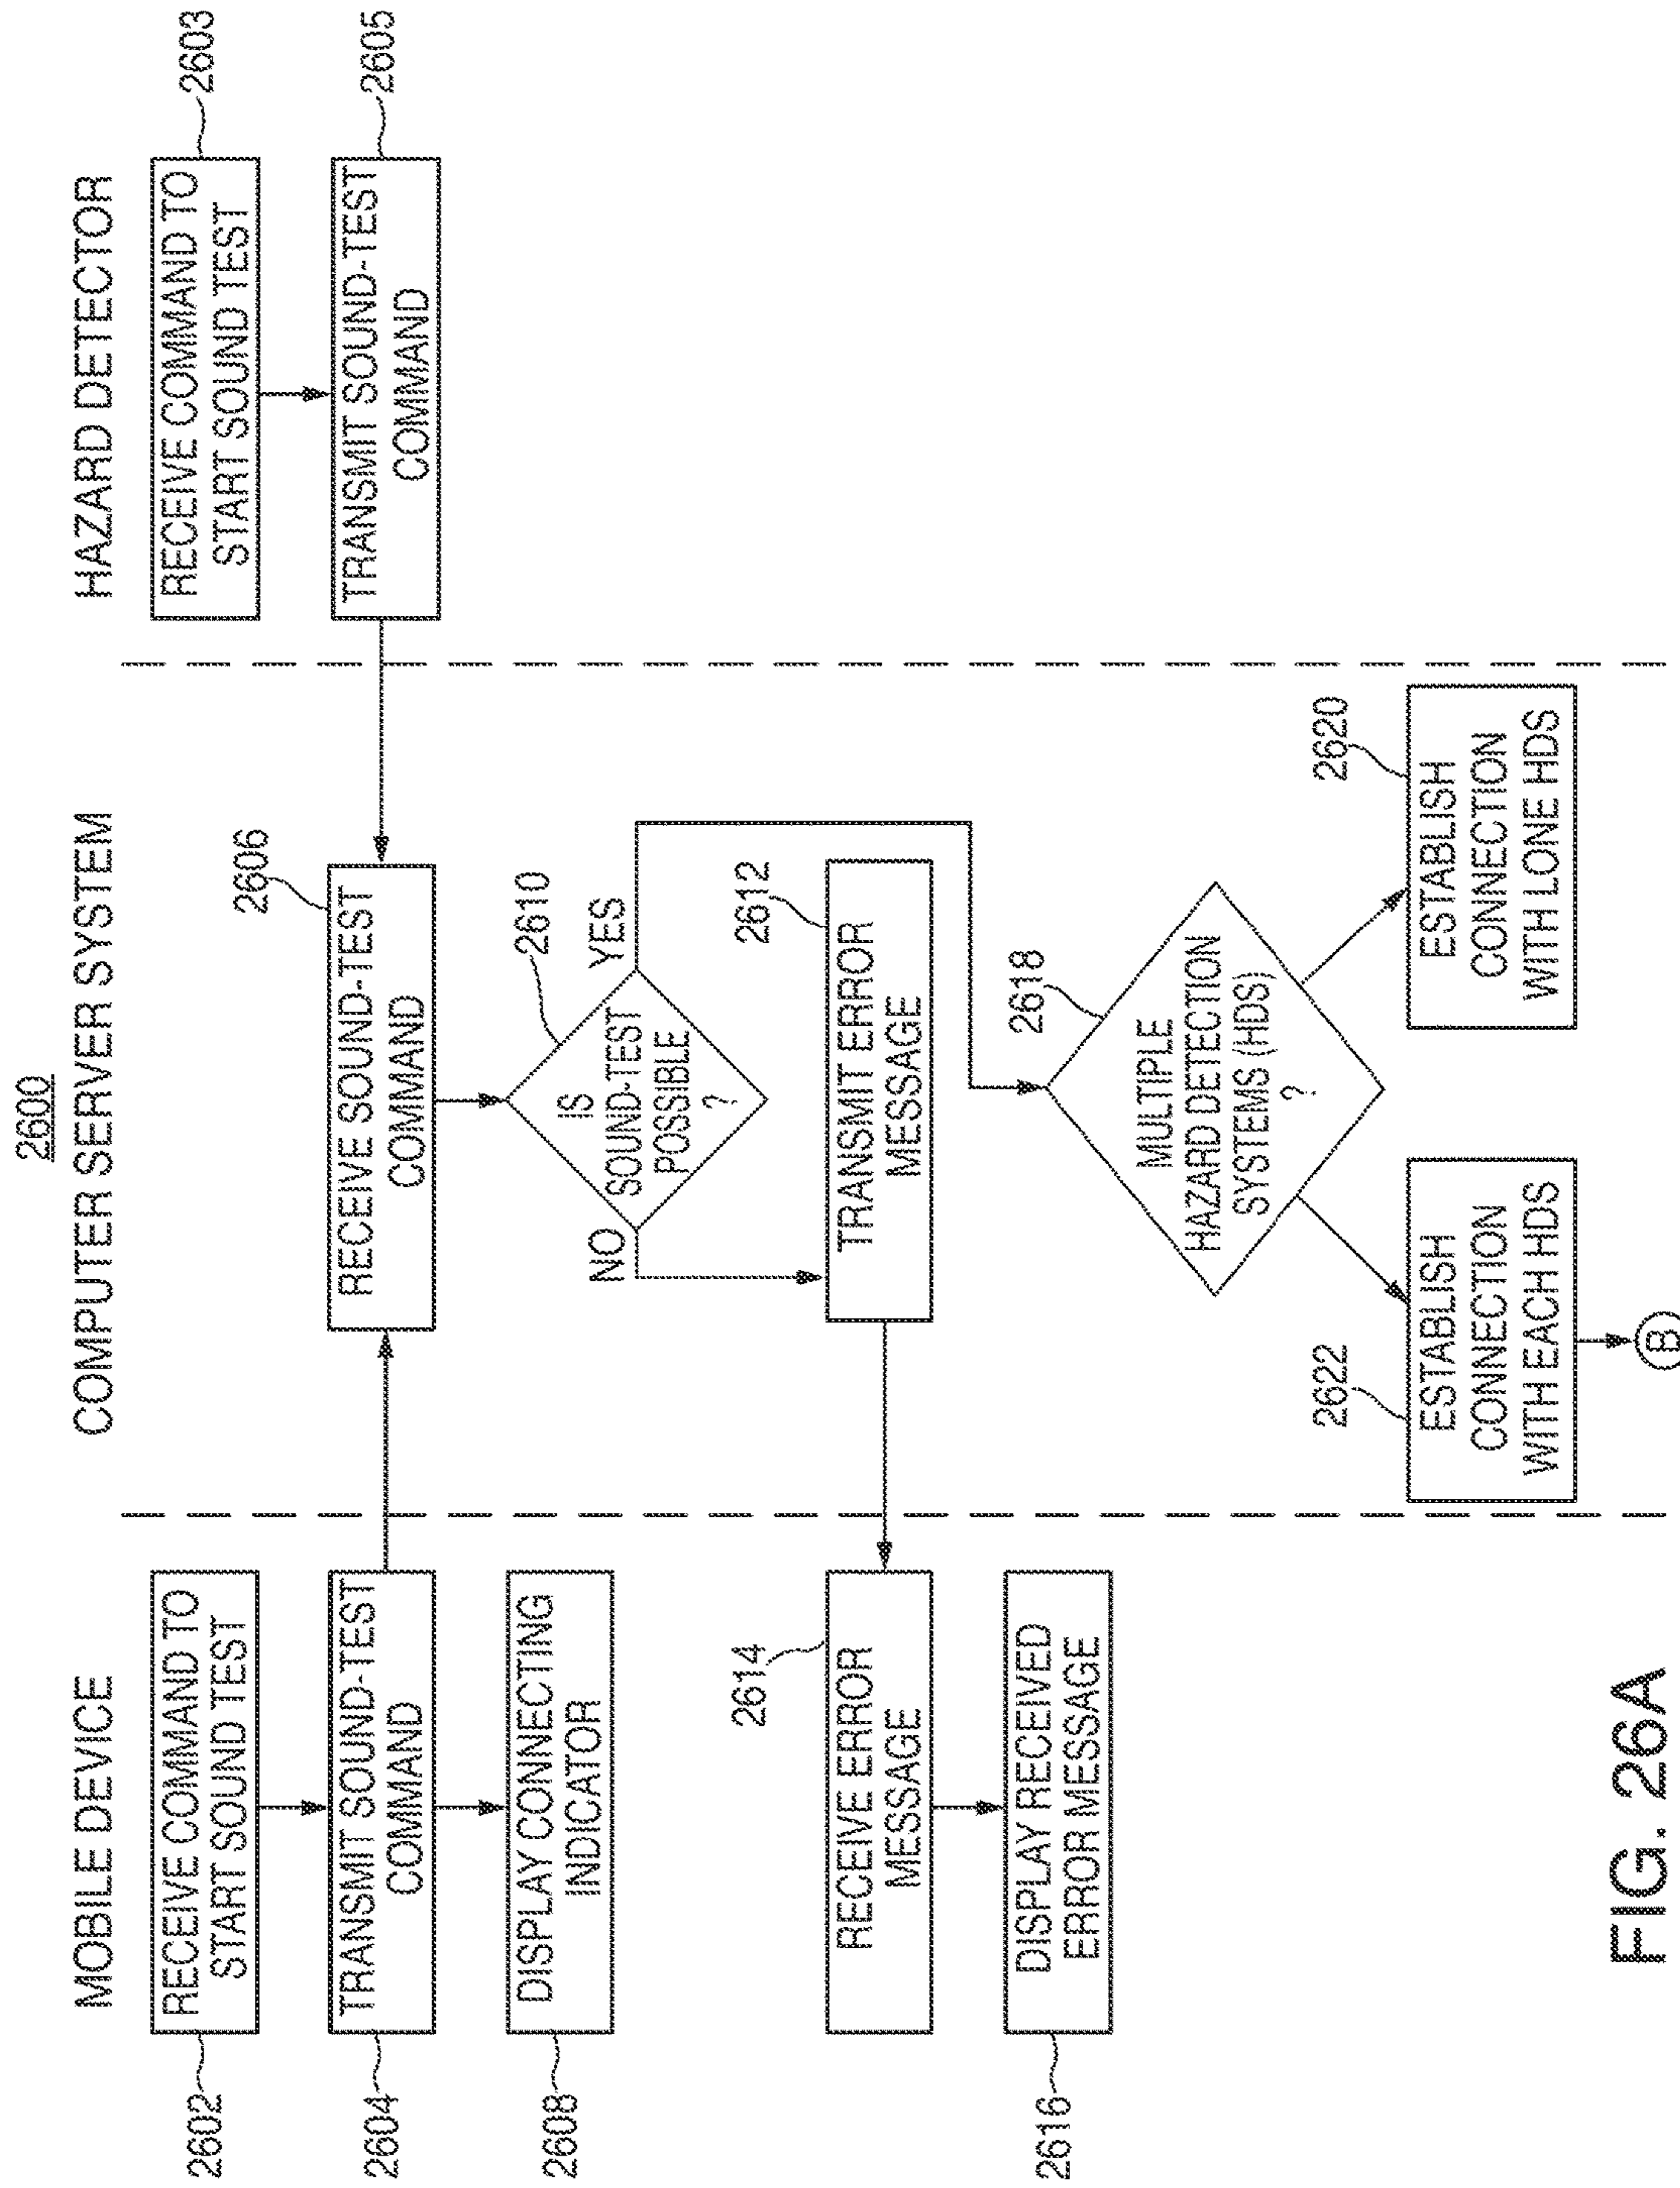 2600
MOBILE DEVICE
COMPUTER SERVER SYSTEM
HAZARD DETECTOR
2602
RECEIVE COMMAND TO
START SOUND TEST
RECEIVE COMMAND TO
START SOUND TEST
2603
2604
TRANSMIT SOUND-TEST
COMMAND
2606
RECEIVE SOUND-TEST
COMMAND
TRANSMIT SOUND-TEST
COMMAND
2605
2608
DISPLAY CONNECTING
INDICATOR
2610
IS
SOUND-TEST
POSSIBLE
?
NO
YES
2614
RECEIVE ERROR
MESSAGE
2612
TRANSMIT ERROR
MESSAGE
2616
DISPLAY RECEIVED
ERROR MESSAGE
2618
MULTIPLE
HAZARD DETECTION
SYSTEMS (HDS)
?
2622
ESTABLISH
CONNECTION
WITH EACH HDS
2620
ESTABLISH
CONNECTION
WITH LONE HDS
B
FIG. 26A